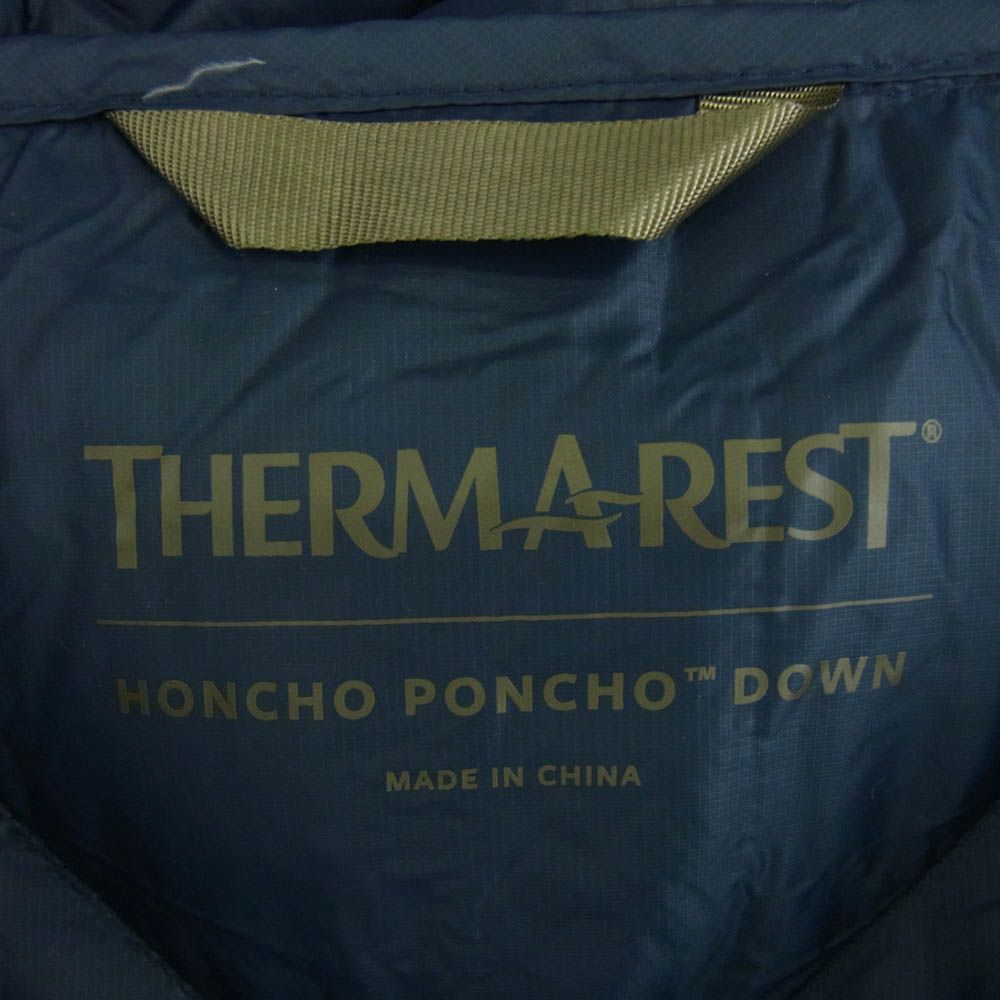 THERM-A-REST®
HONCHO PONCHO™ DOWN
MADE IN CHINA